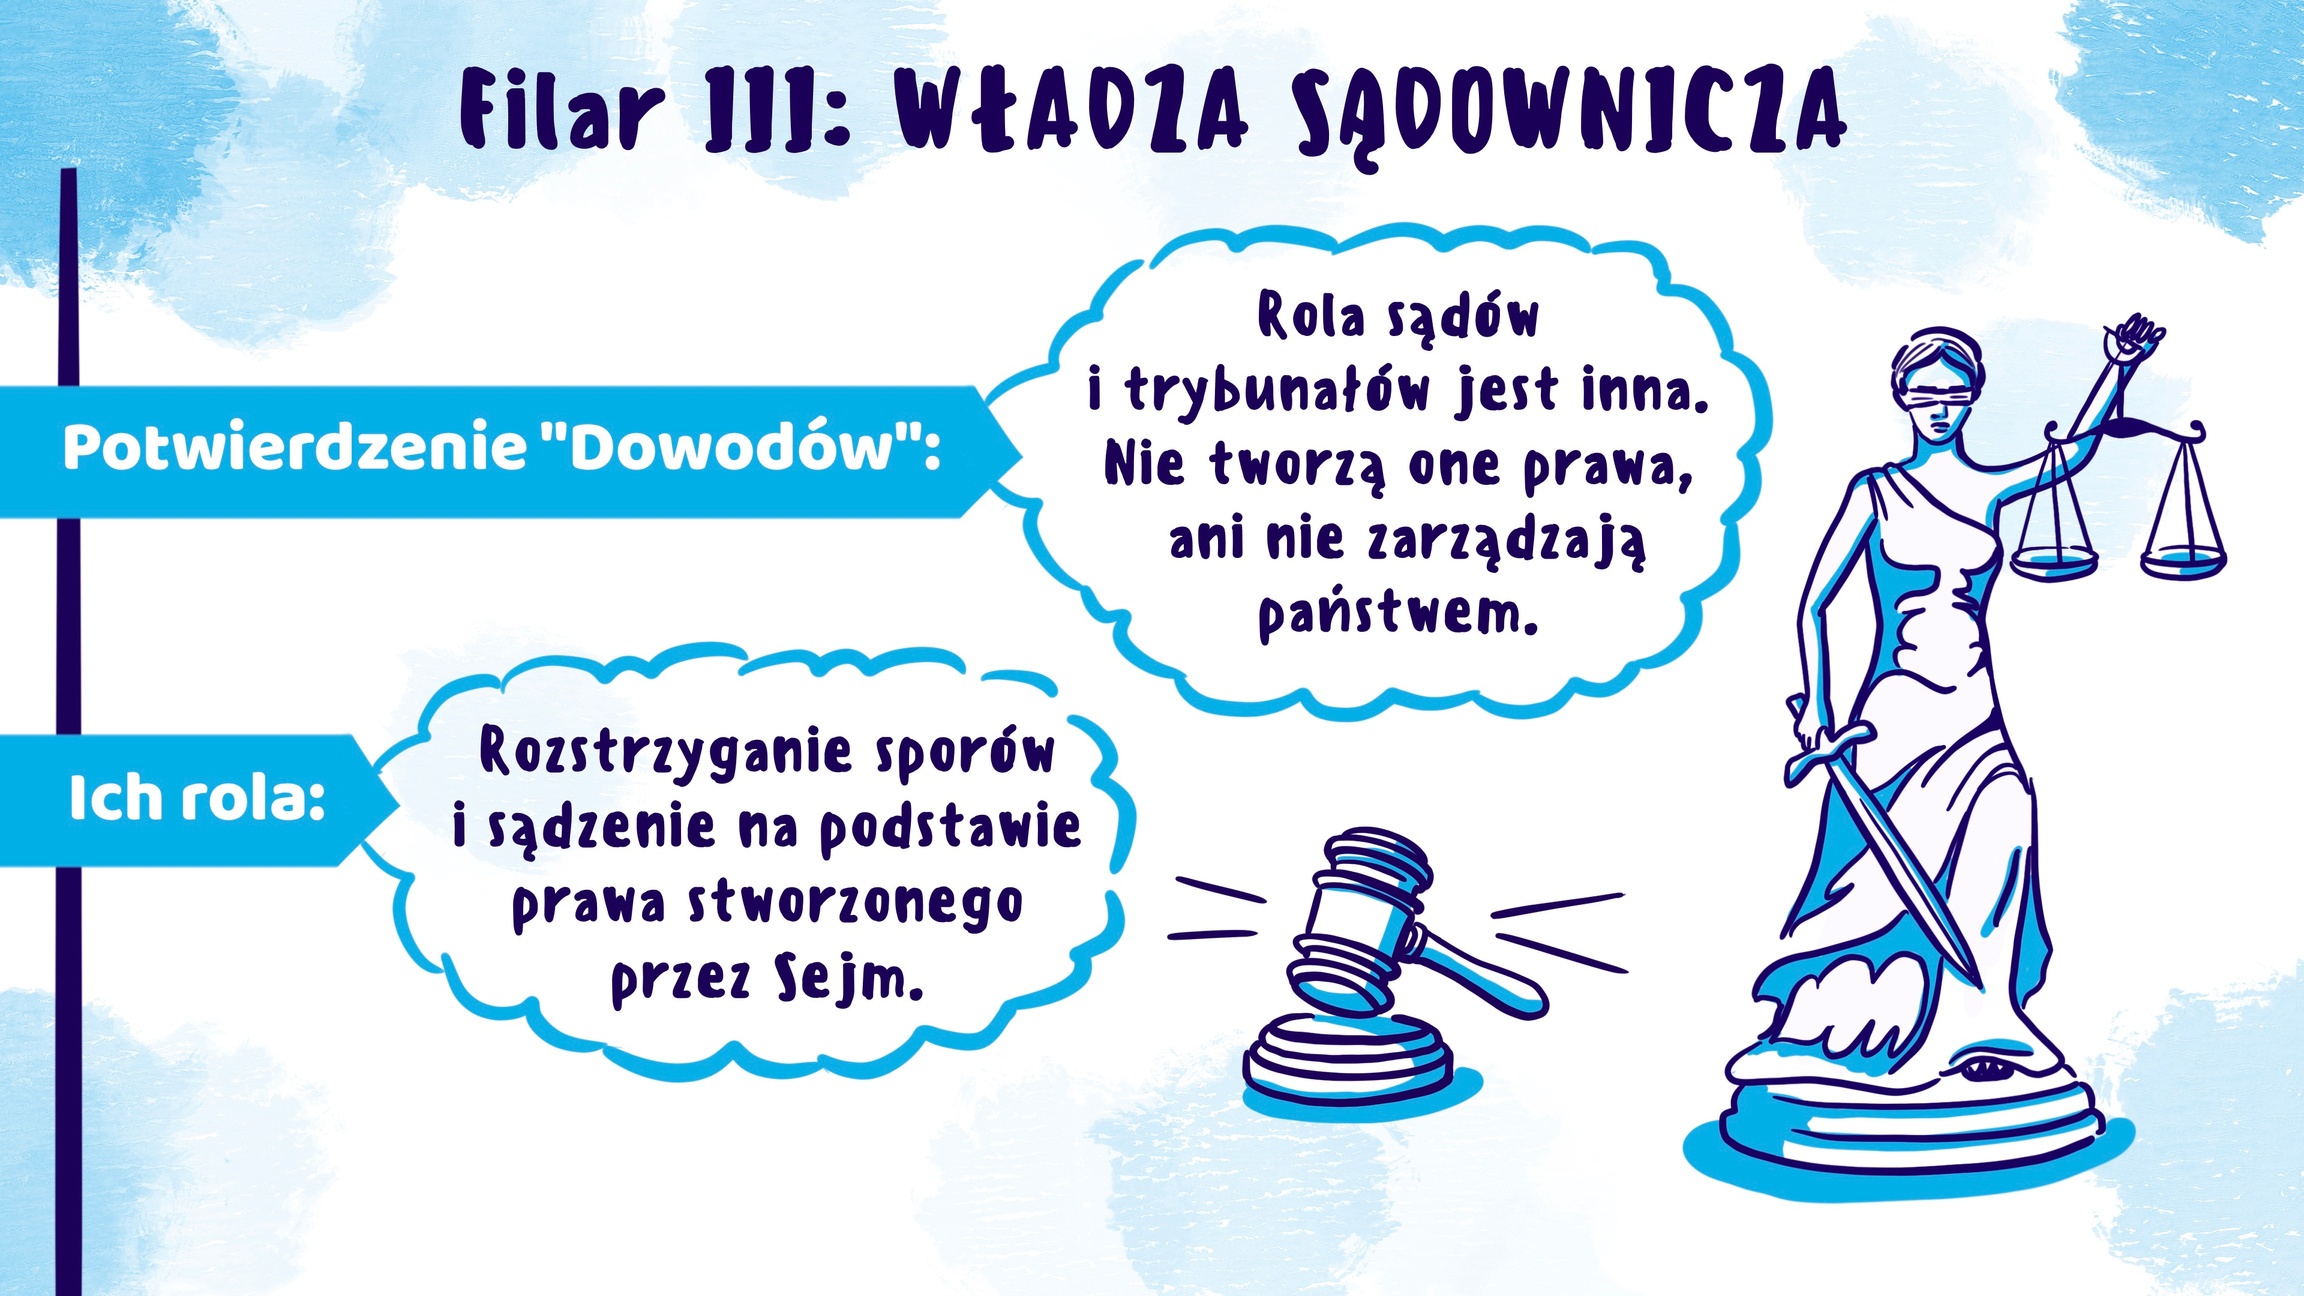 Filar III: WŁADZA SĄDOWNICZA
Potwierdzenie "Dowodów":
Rola sądów
i trybunałów jest inna.
Nie tworzą one prawa,
ani nie zarządzają
państwem.
Ich rola:
Rozstrzyganie sporów
i sądzenie na podstawie
prawa stworzonego
przez Sejm.